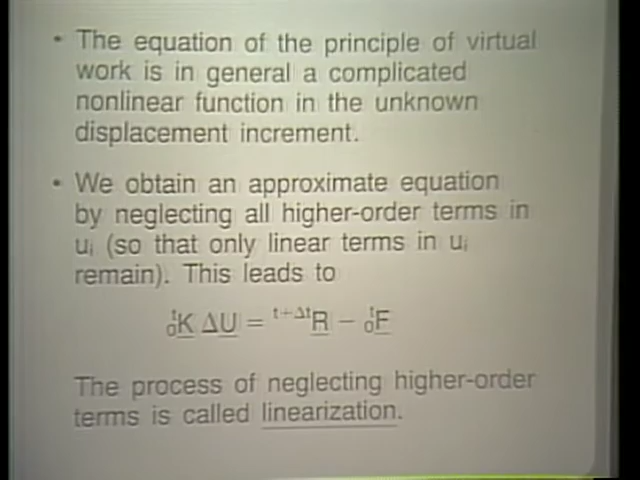 • The equation of the principle of virtual
work is in general a complicated
nonlinear function in the unknown
displacement increment.
• We obtain an approximate equation
by neglecting all higher-order terms in
uᵢ (so that only linear terms in uᵢ
remain). This leads to
ᵗ₀K ΔU = ᵗ⁺ΔᵗR − ᵗ₀F
The process of neglecting higher-order
terms is called linearization.